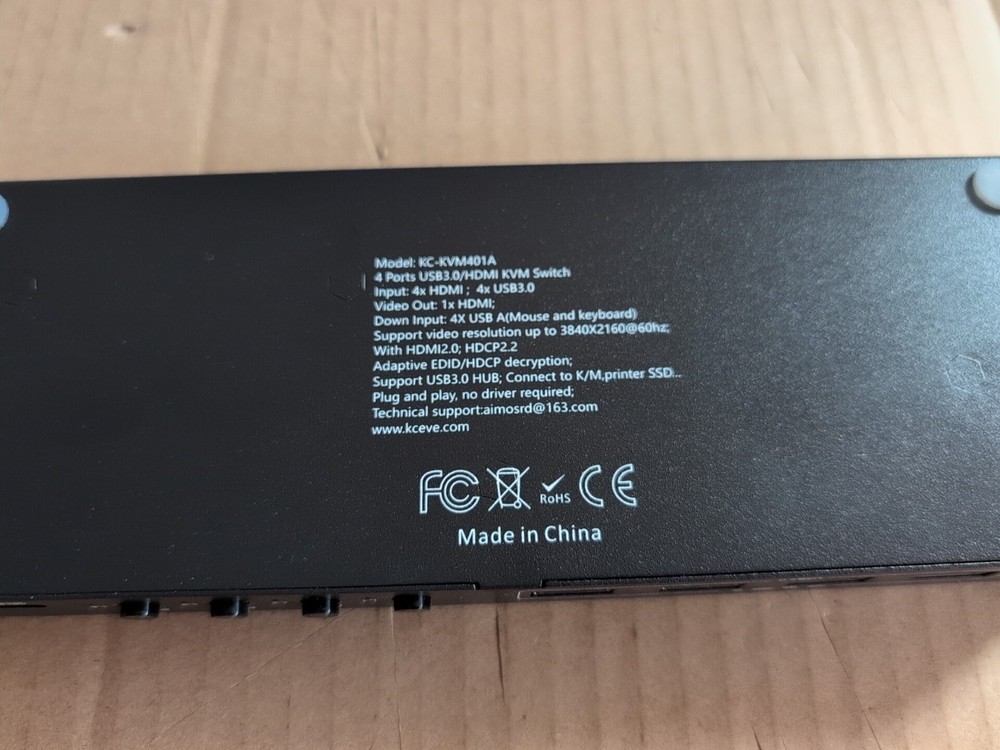 Model: KC-KVM401A
4 Ports USB3.0/HDMI KVM Switch
Input: 4x HDMI ; 4x USB3.0
Video Out: 1x HDMI;
Down Input: 4X USB A(Mouse and keyboard)
Support video resolution up to 3840X2160@60hz;
With HDMI2.0; HDCP2.2
Adaptive EDID/HDCP decryption;
Support USB3.0 HUB; Connect to K/M,printer SSD...
Plug and play, no driver required;
Technical support:aimosrd@163.com
www.kceve.com
FC RoHS CE
Made in China